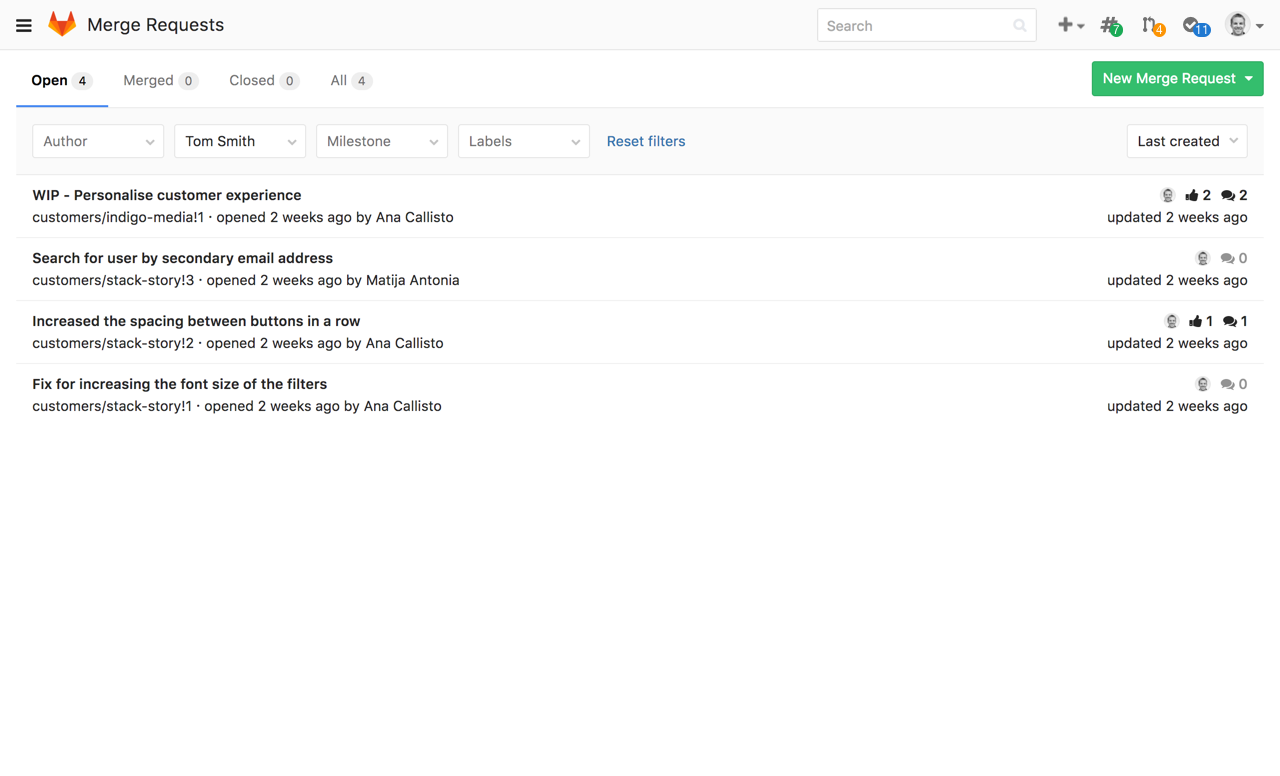 Merge Requests
Search
7
4
11
Open 4
Merged 0
Closed 0
All 4
New Merge Request
Author
Tom Smith
Milestone
Labels
Reset filters
Last created
WIP - Personalise customer experience
2 2
customers/indigo-media!1 · opened 2 weeks ago by Ana Callisto
updated 2 weeks ago
Search for user by secondary email address
0
customers/stack-story!3 · opened 2 weeks ago by Matija Antonia
updated 2 weeks ago
Increased the spacing between buttons in a row
1 1
customers/stack-story!2 · opened 2 weeks ago by Ana Callisto
updated 2 weeks ago
Fix for increasing the font size of the filters
0
customers/stack-story!1 · opened 2 weeks ago by Ana Callisto
updated 2 weeks ago